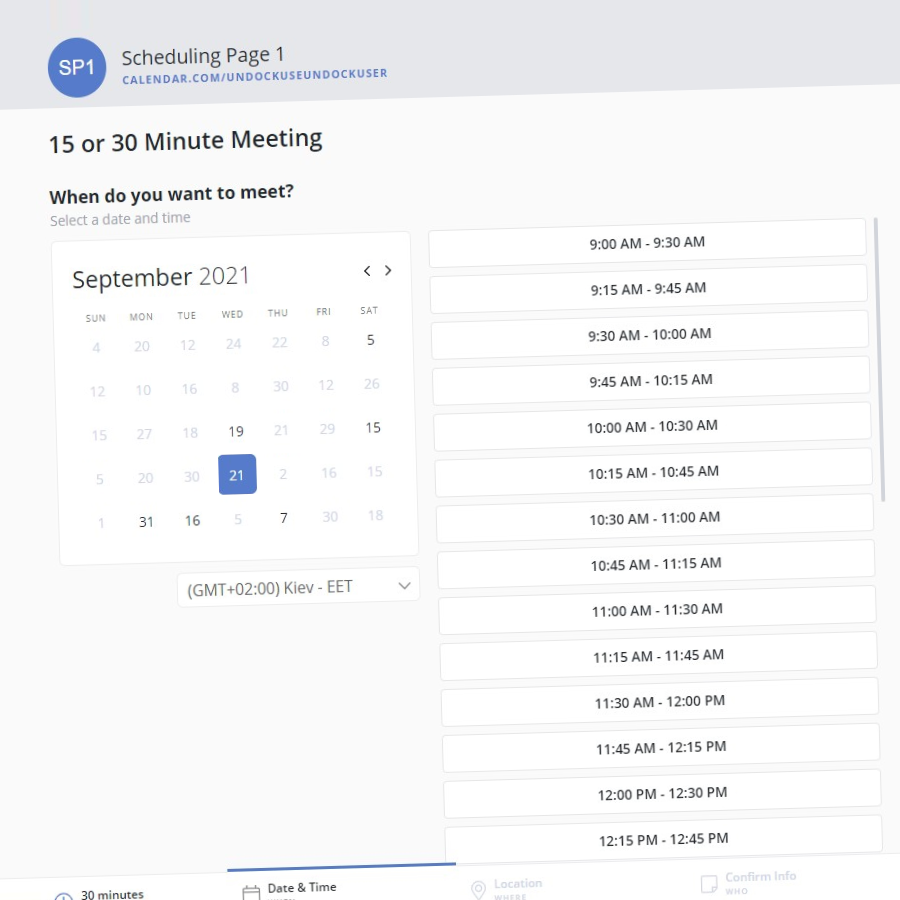 SP1
Scheduling Page 1
CALENDAR.COM/UNDOCKUSEUNDOCKUSER
15 or 30 Minute Meeting
When do you want to meet?
Select a date and time
September 2021
SUN MON TUE WED THU FRI SAT
4 20 12 24 22 8 5
12 10 16 8 30 12 26
15 27 18 19 21 29 15
5 20 30 21 2 16 15
1 31 16 5 7 30 18
(GMT+02:00) Kiev - EET
9:00 AM - 9:30 AM
9:15 AM - 9:45 AM
9:30 AM - 10:00 AM
9:45 AM - 10:15 AM
10:00 AM - 10:30 AM
10:15 AM - 10:45 AM
10:30 AM - 11:00 AM
10:45 AM - 11:15 AM
11:00 AM - 11:30 AM
11:15 AM - 11:45 AM
11:30 AM - 12:00 PM
11:45 AM - 12:15 PM
12:00 PM - 12:30 PM
12:15 PM - 12:45 PM
30 minutes
Date & Time
Location
WHERE
Confirm Info
WHO